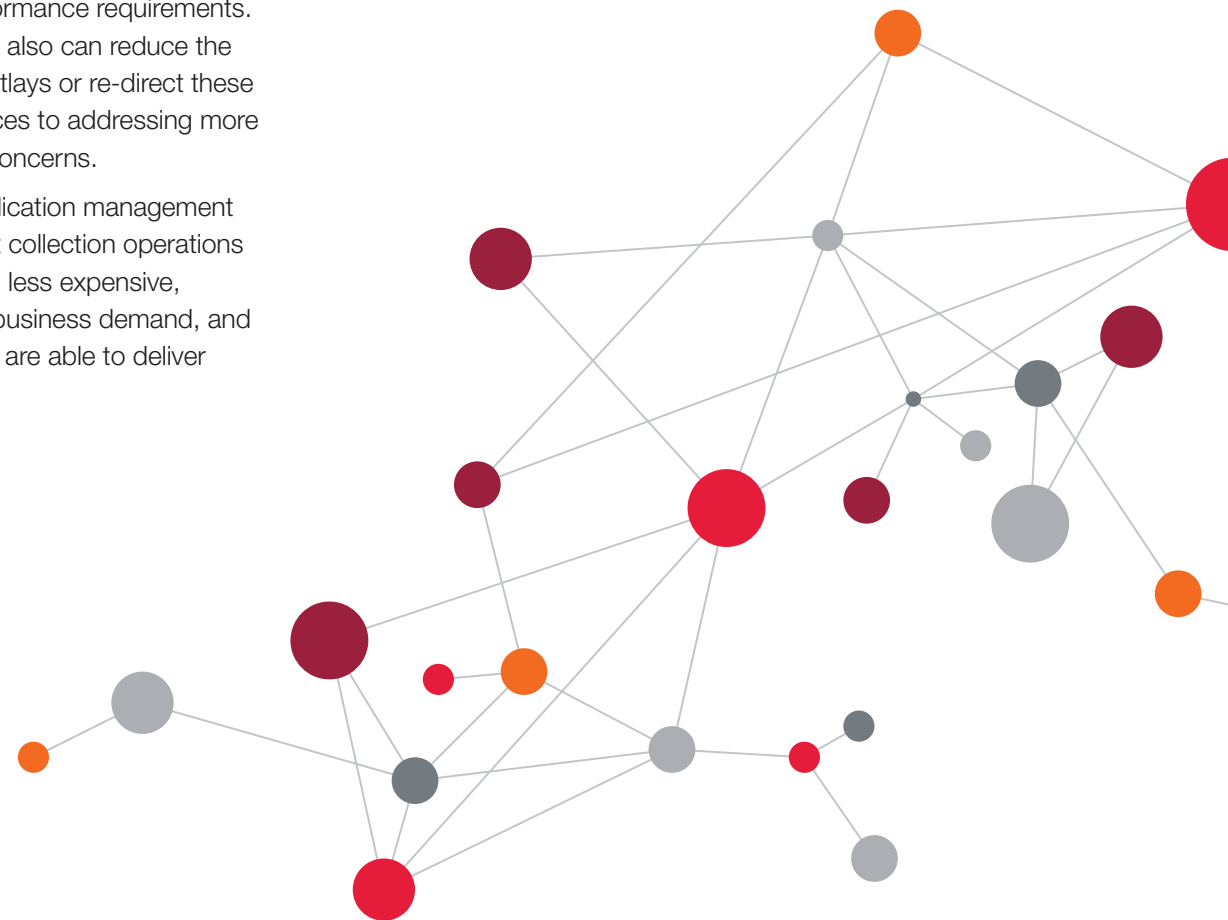 ormance requirements.
also can reduce the
tlays or re-direct these
ces to addressing more
oncerns.
lication management
t collection operations
less expensive,
business demand, and
are able to deliver